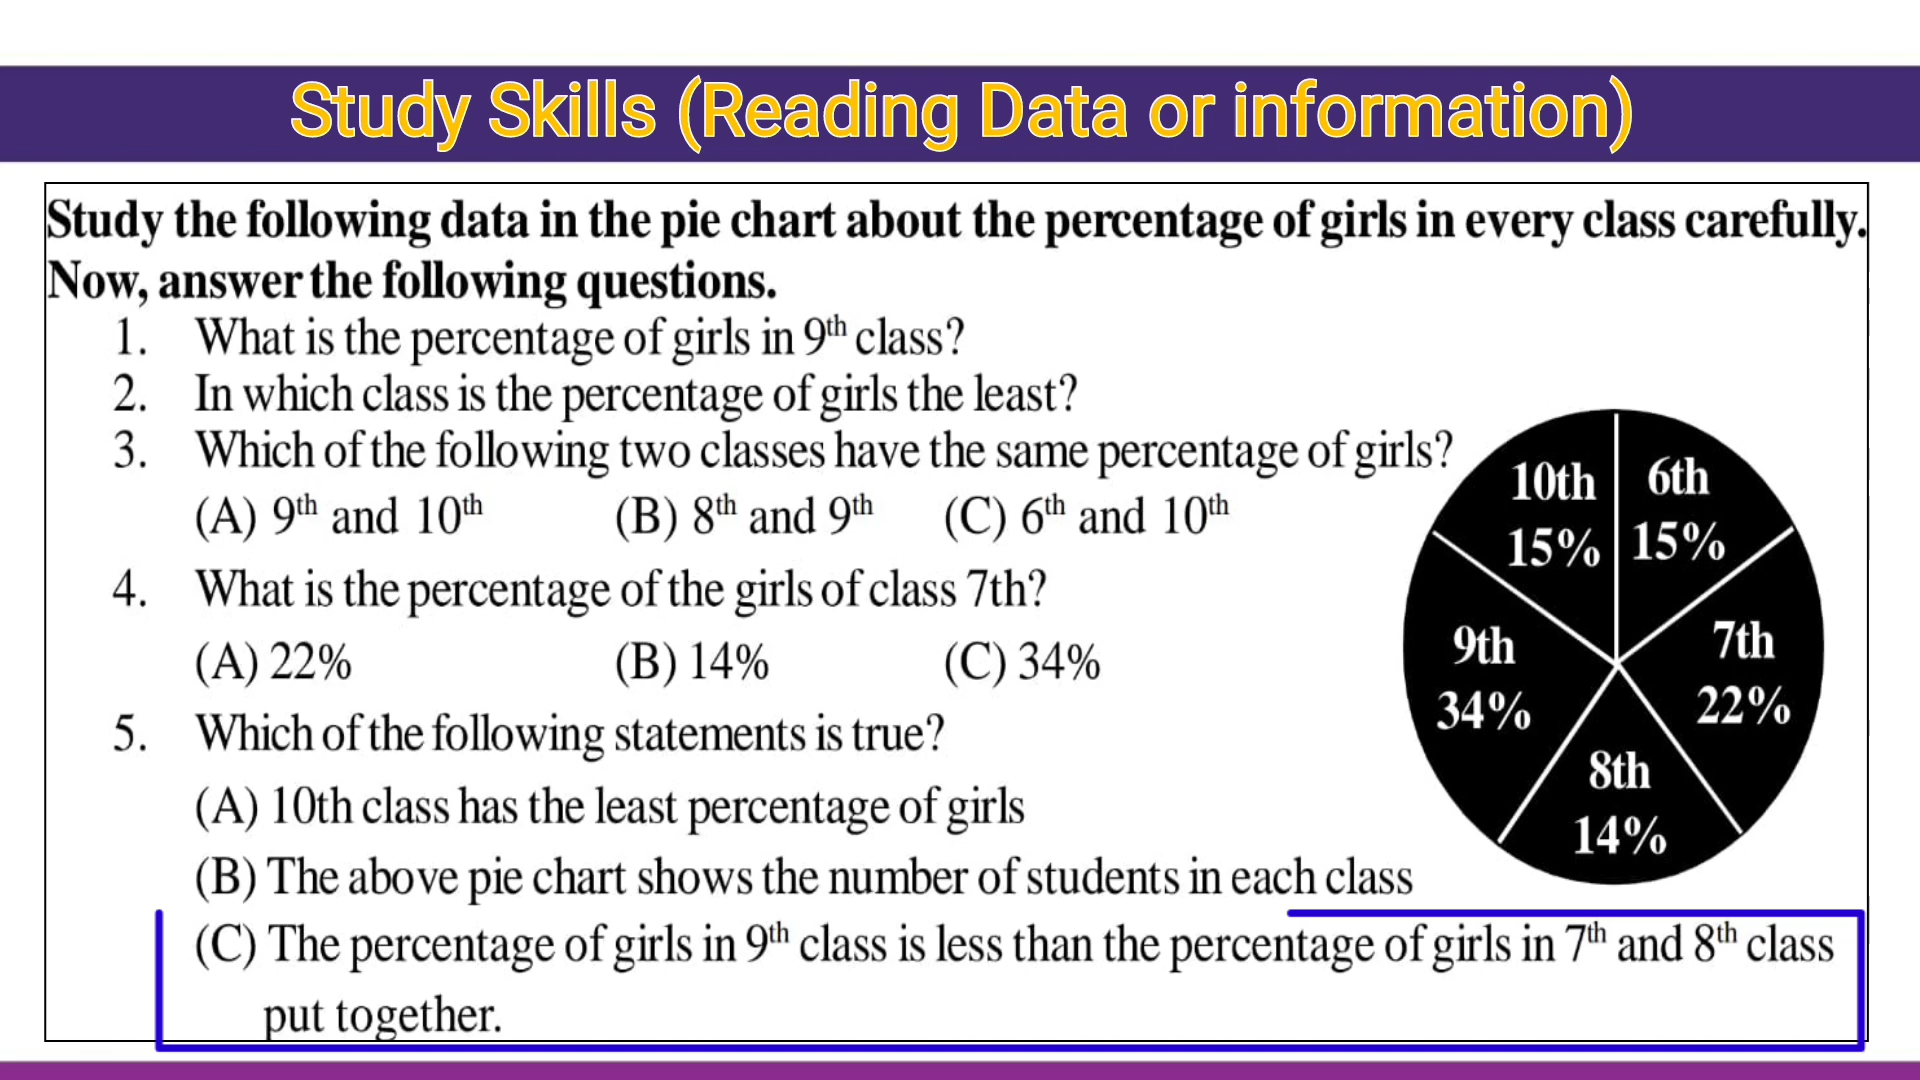 Study Skills (Reading Data or information)
Study the following data in the pie chart about the percentage of girls in every class carefully.
Now, answer the following questions.
1. What is the percentage of girls in 9th class?
2. In which class is the percentage of girls the least?
3. Which of the following two classes have the same percentage of girls?
(A) 9th and 10th (B) 8th and 9th (C) 6th and 10th
4. What is the percentage of the girls of class 7th?
(A) 22% (B) 14% (C) 34%
5. Which of the following statements is true?
(A) 10th class has the least percentage of girls
(B) The above pie chart shows the number of students in each class
(C) The percentage of girls in 9th class is less than the percentage of girls in 7th and 8th class
put together.
10th
15%
6th
15%
9th
34%
7th
22%
8th
14%